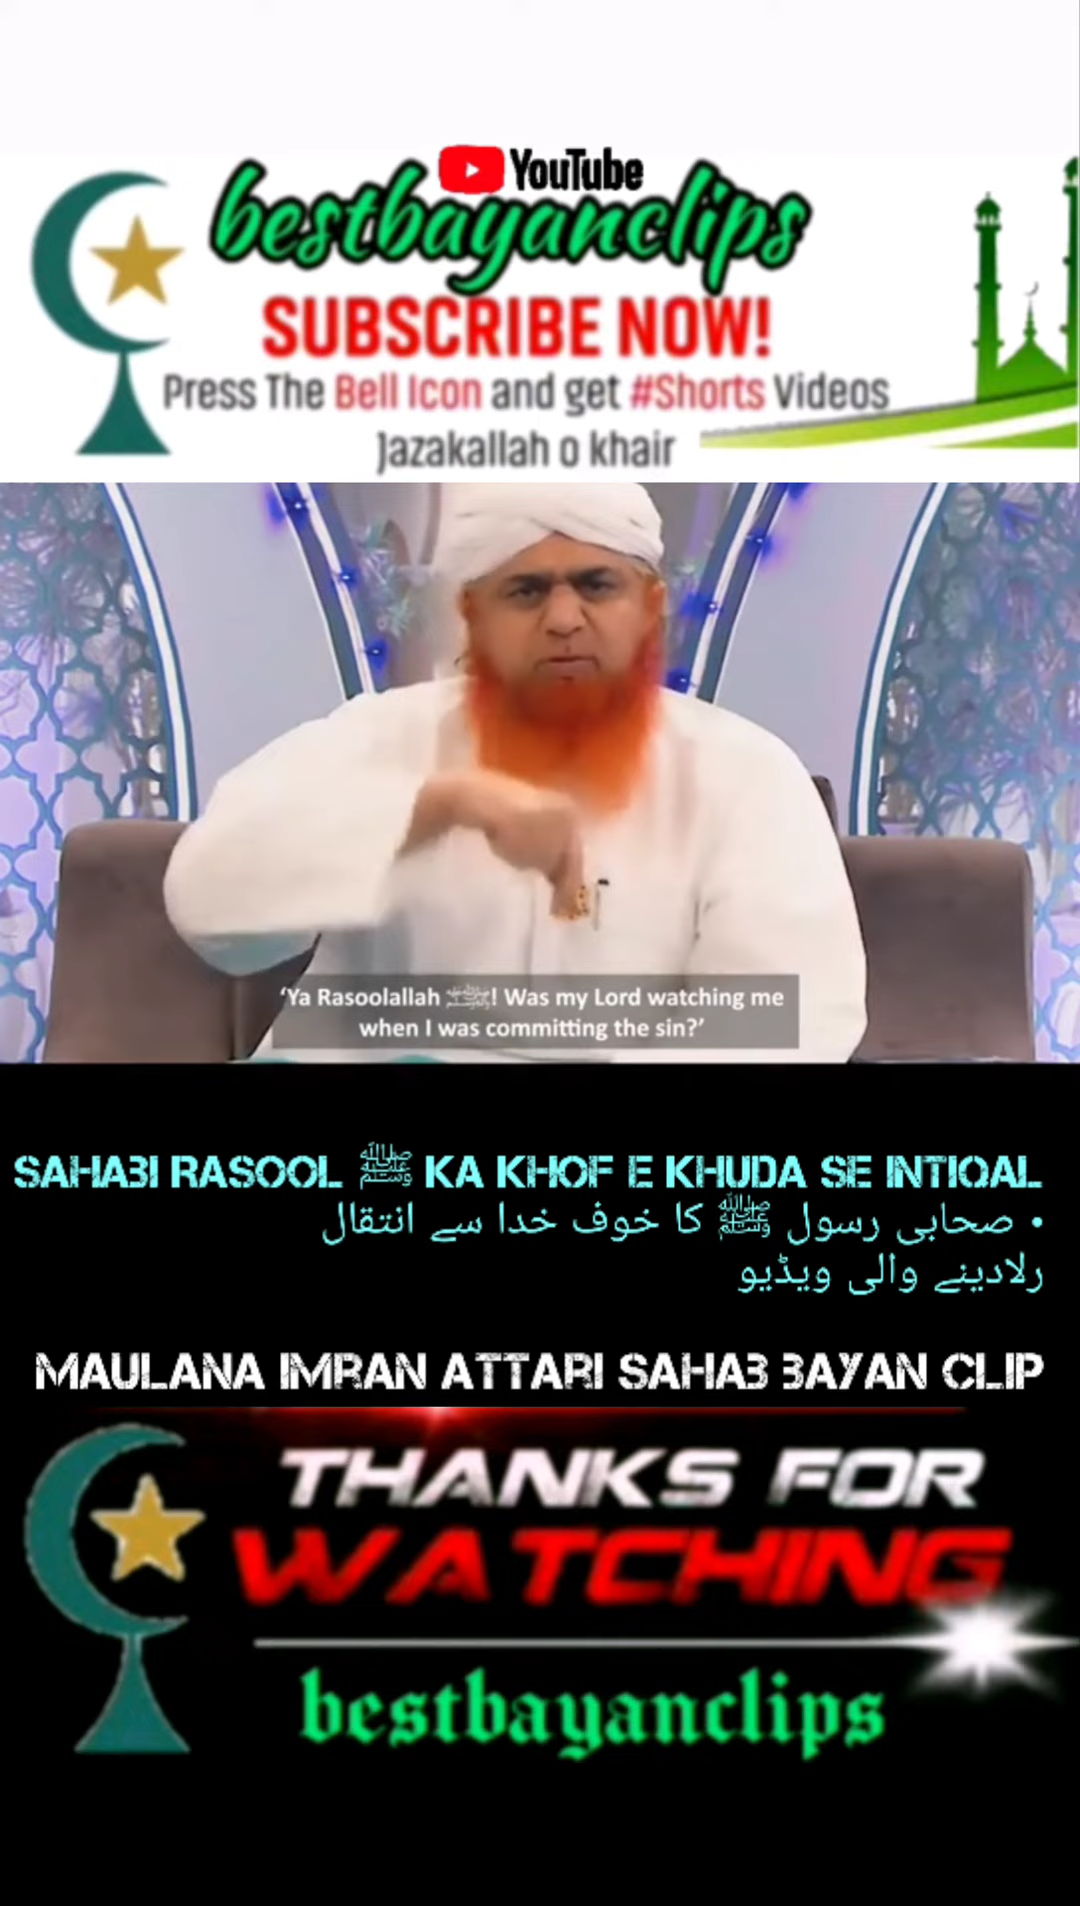 YouTube
bestbayanclips
SUBSCRIBE NOW!
Press The Bell Icon and get #Shorts Videos
Jazakallah o khair
‘Ya Rasoolallah ﷺ! Was my Lord watching me
when I was committing the sin?’
SAHABI RASOOL ﷺ KA KHOF E KHUDA SE INTIQAL
• صحابی رسول ﷺ کا خوف خدا سے انتقال
رلادینے والی ویڈیو
MAULANA IMRAN ATTARI SAHAB BAYAN CLIP
THANKS FOR
WATCHING
bestbayanclips